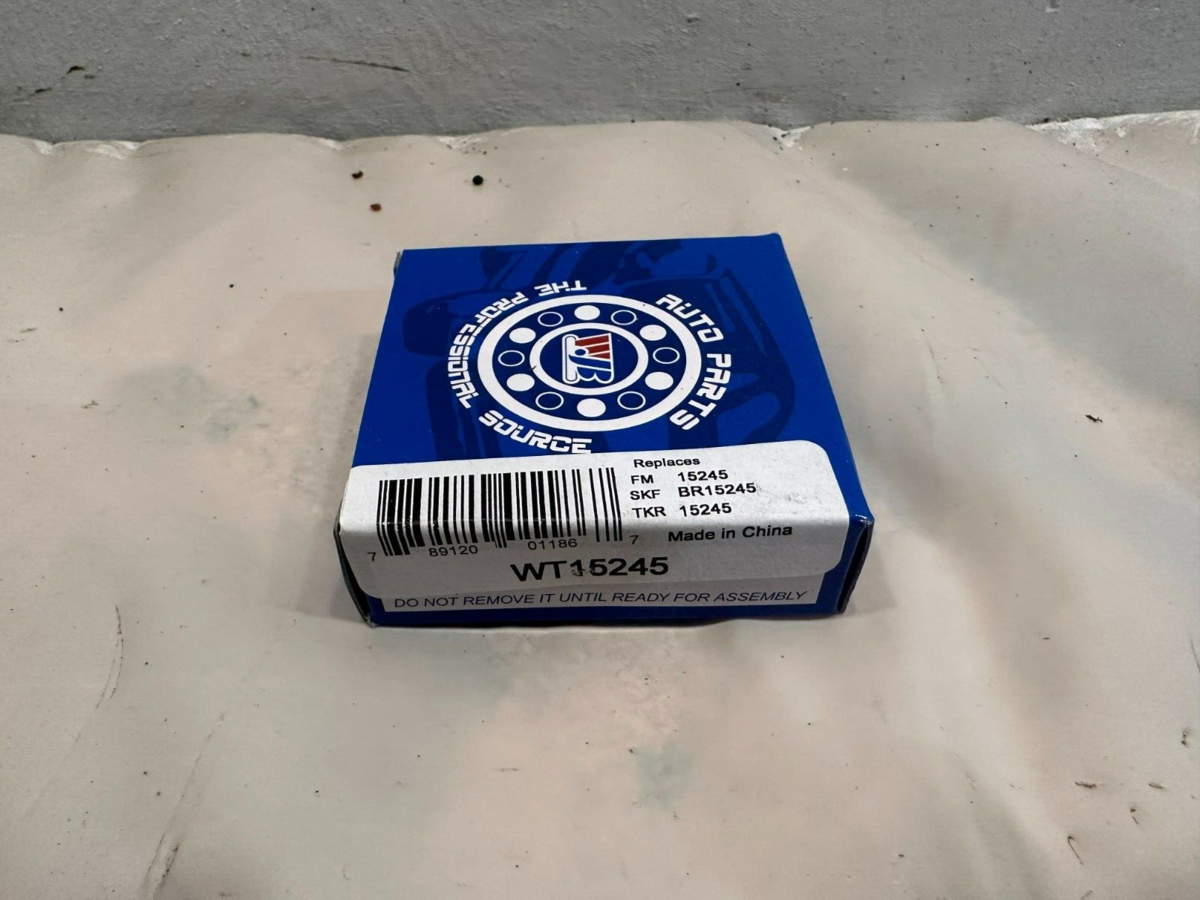 THE PROFESSIONAL SOURCE
AUTO PARTS
WJB
Replaces
FM 15245
SKF BR15245
TKR 15245
Made in China
7 89120 01186 7
WT15245
DO NOT REMOVE IT UNTIL READY FOR ASSEMBLY